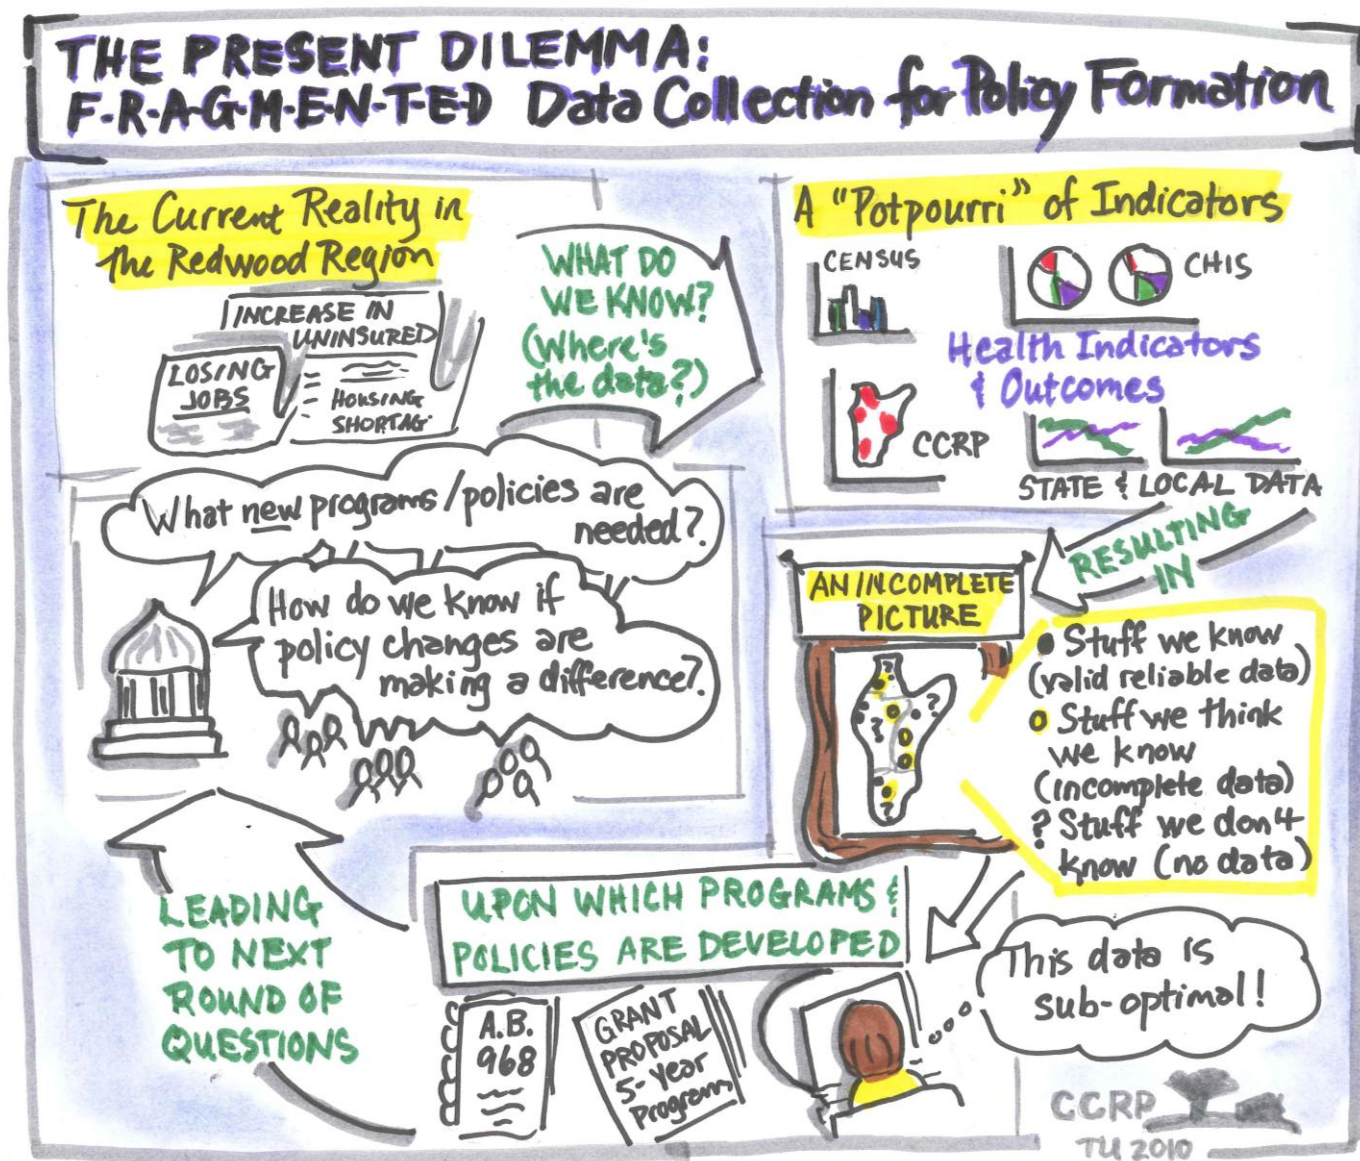 THE PRESENT DILEMMA:
F-R-A-G-M-E-N-T-E-D Data Collection for Policy Formation
The Current Reality in
the Redwood Region
INCREASE IN
UNINSURED
LOSING
JOBS
HOUSING
SHORTAG
WHAT DO
WE KNOW?
(Where's
the data?)
A "Potpourri" of Indicators
CENSUS
CHIS
Health Indicators
& Outcomes
CCRP
STATE & LOCAL DATA
RESULTING
IN
AN INCOMPLETE
PICTURE
? ? ? ? ?
● Stuff we know
(valid reliable data)
○ Stuff we think
we know
(incomplete data)
? Stuff we don't
know (no data)
What new programs/policies are
needed?
How do we know if
policy changes are
making a difference?
UPON WHICH PROGRAMS &
POLICIES ARE DEVELOPED
A.B.
968
GRANT
PROPOSAL
5-Year
Program
This data is
sub-optimal!
LEADING
TO NEXT
ROUND OF
QUESTIONS
CCRP
TU 2010